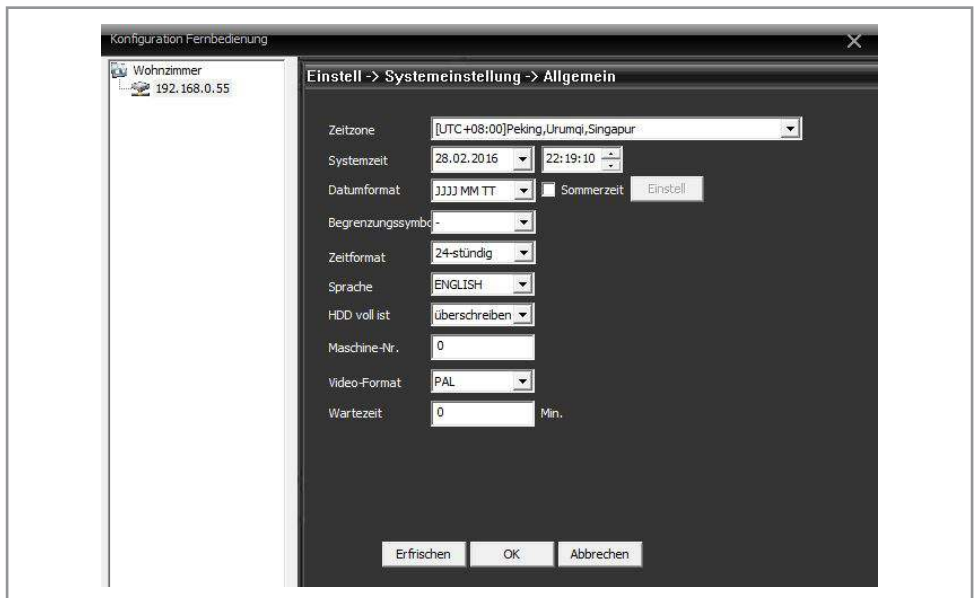 Konfiguration Fernbedienung
Wohnzimmer
192.168.0.55
Einstell -> Systemeinstellung -> Allgemein
Zeitzone [UTC+08:00]Peking,Urumqi,Singapur
Systemzeit 28.02.2016 22:19:10
Datumformat JJJJ MM TT Sommerzeit Einstell
Begrenzungssymbo -
Zeitformat 24-stündig
Sprache ENGLISH
HDD voll ist überschreiben
Maschine-Nr. 0
Video-Format PAL
Wartezeit 0 Min.
Erfrischen OK Abbrechen